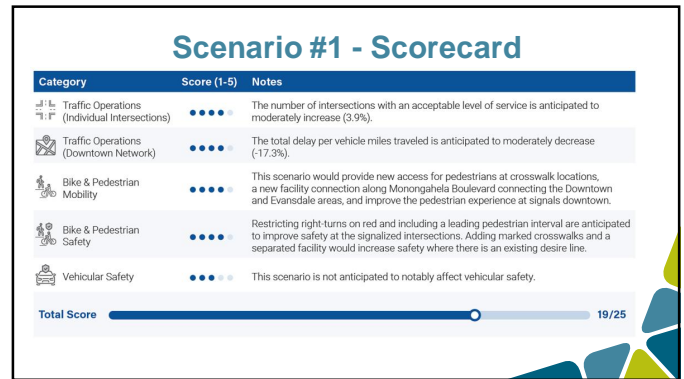 Scenario #1 - Scorecard
Category Score (1-5) Notes
Traffic Operations
(Individual Intersections)
The number of intersections with an acceptable level of service is anticipated to
moderately increase (3.9%).
Traffic Operations
(Downtown Network)
The total delay per vehicle miles traveled is anticipated to moderately decrease
(-17.3%).
Bike & Pedestrian
Mobility
This scenario would provide new access for pedestrians at crosswalk locations,
a new facility connection along Monongahela Boulevard connecting the Downtown
and Evansdale areas, and improve the pedestrian experience at signals downtown.
Bike & Pedestrian
Safety
Restricting right-turns on red and including a leading pedestrian interval are anticipated
to improve safety at the signalized intersections. Adding marked crosswalks and a
separated facility would increase safety where there is an existing desire line.
Vehicular Safety
This scenario is not anticipated to notably affect vehicular safety.
Total Score 19/25